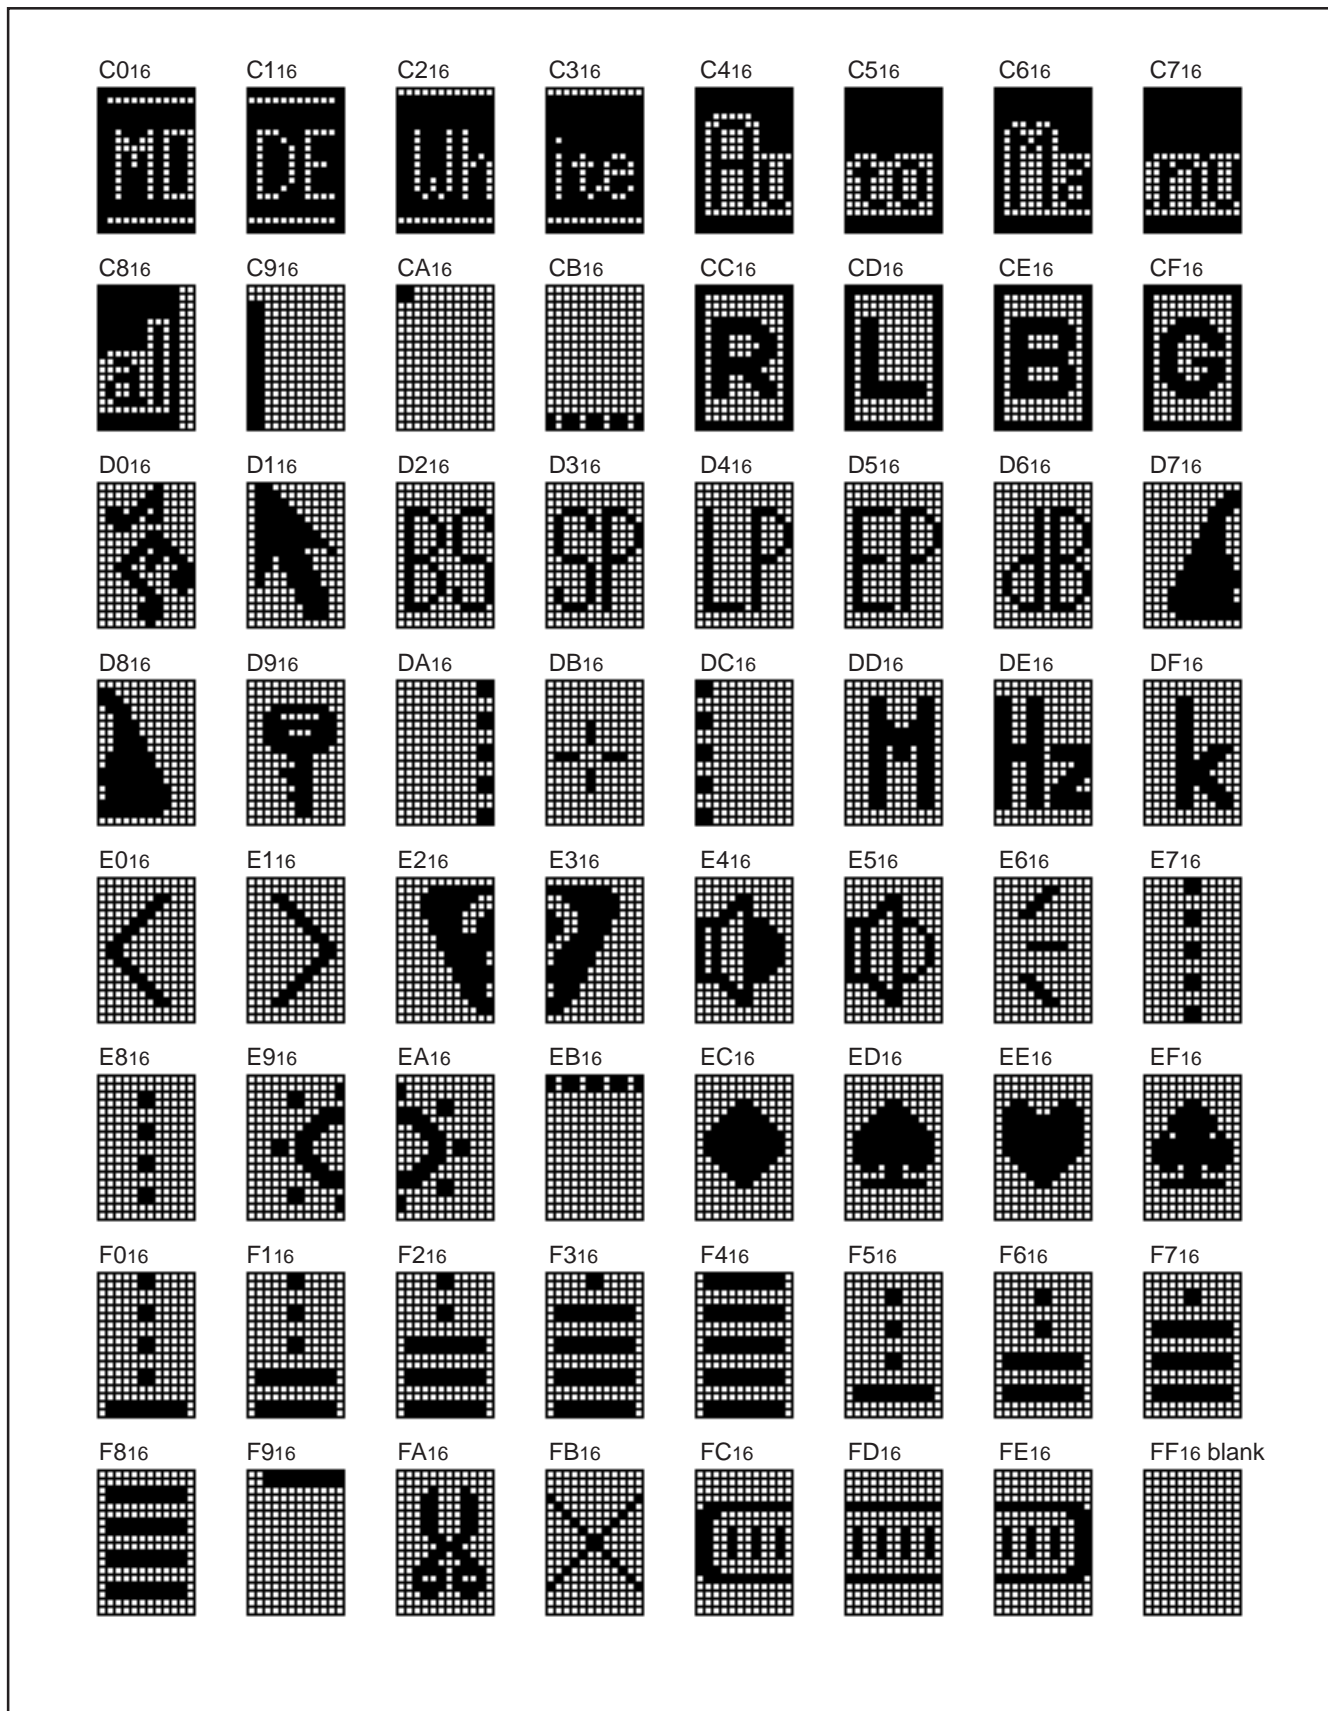 C016 C116 C216 C316 C416 C516 C616 C716
MO DE Wh ite Au to Ma nu
C816 C916 CA16 CB16 CC16 CD16 CE16 CF16
al R L B G
D016 D116 D216 D316 D416 D516 D616 D716
BS SP LP EP dB
D816 D916 DA16 DB16 DC16 DD16 DE16 DF16
M Hz k
E016 E116 E216 E316 E416 E516 E616 E716
E816 E916 EA16 EB16 EC16 ED16 EE16 EF16
F016 F116 F216 F316 F416 F516 F616 F716
F816 F916 FA16 FB16 FC16 FD16 FE16 FF16 blank